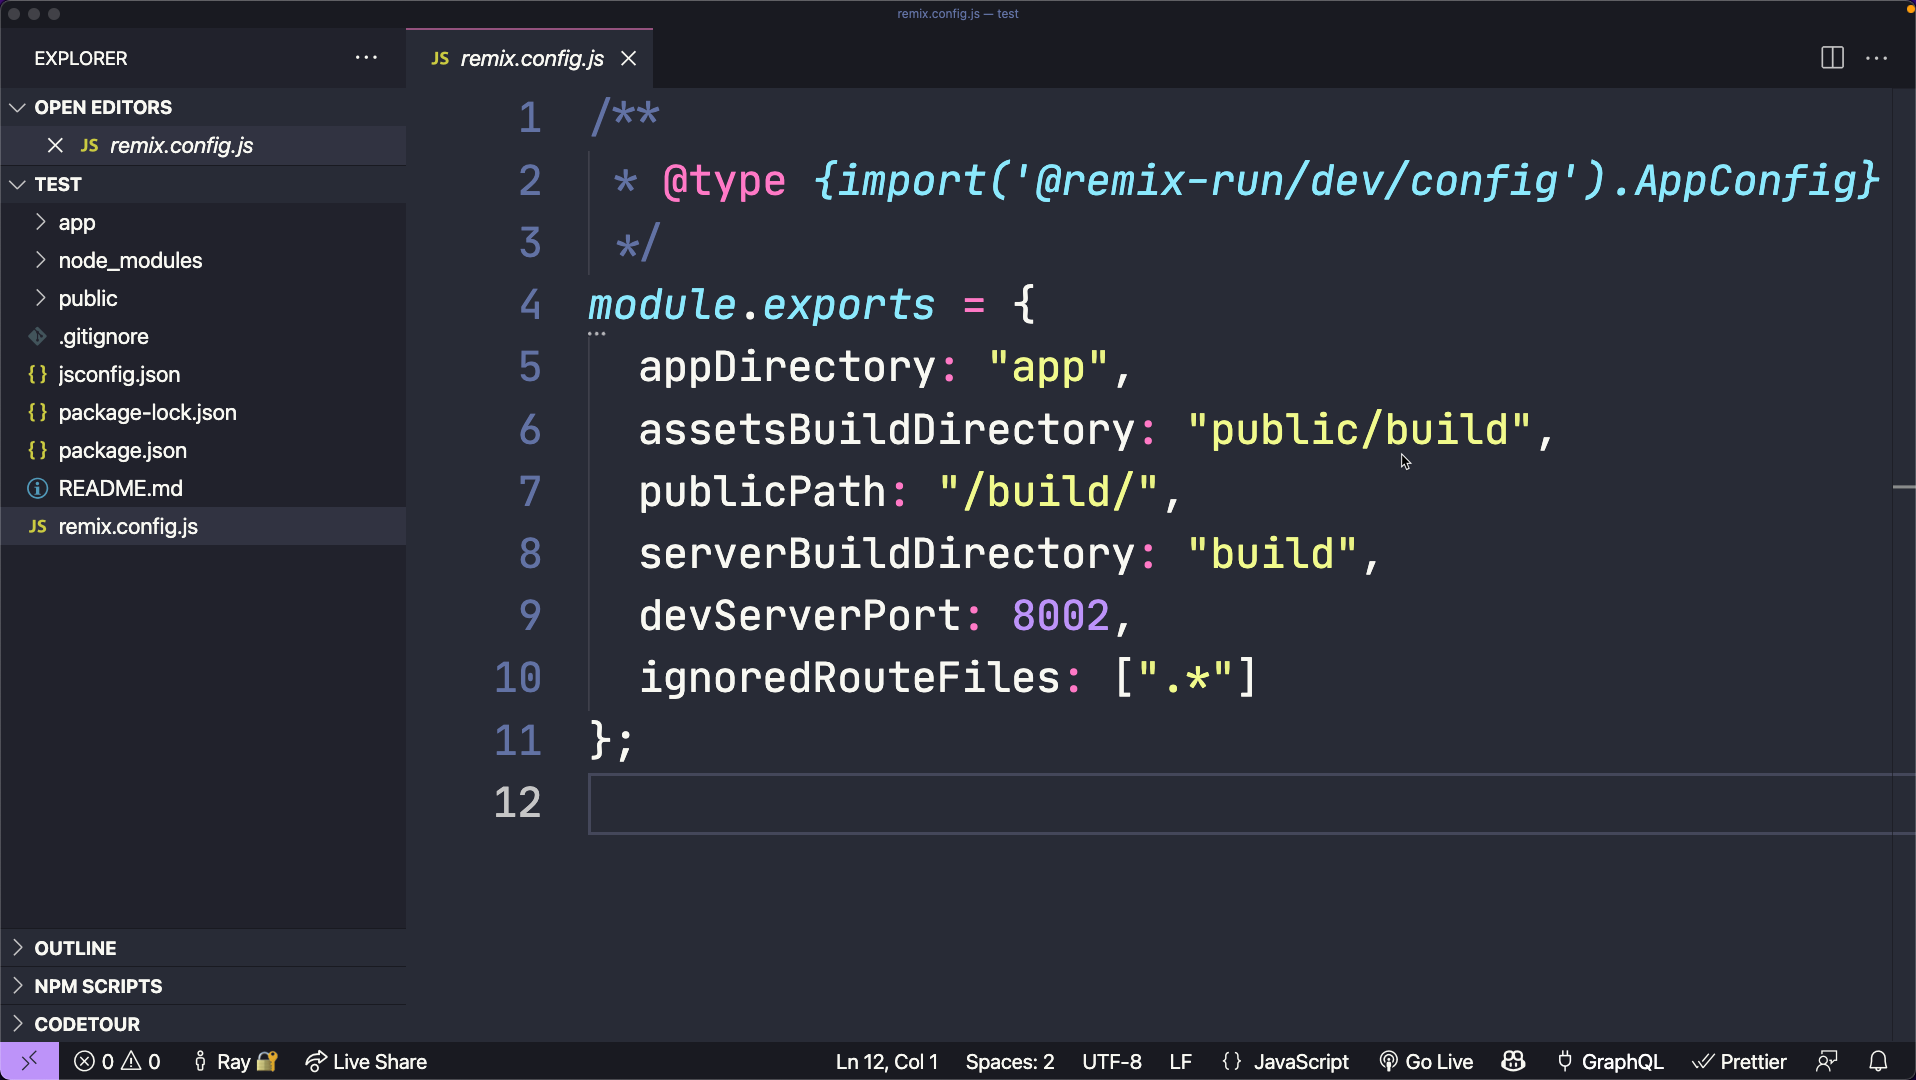 remix.config.js — test
EXPLORER
OPEN EDITORS
JS remix.config.js
TEST
app
node_modules
public
.gitignore
{} jsconfig.json
{} package-lock.json
{} package.json
README.md
JS remix.config.js
OUTLINE
NPM SCRIPTS
CODETOUR
JS remix.config.js
1 /**
2 * @type {import('@remix-run/dev/config').AppConfig}
3 */
4 module.exports = {
5 appDirectory: "app",
6 assetsBuildDirectory: "public/build",
7 publicPath: "/build/",
8 serverBuildDirectory: "build",
9 devServerPort: 8002,
10 ignoredRouteFiles: [".*"]
11 };
12
0 0 Ray Live Share Ln 12, Col 1 Spaces: 2 UTF-8 LF {} JavaScript Go Live GraphQL Prettier